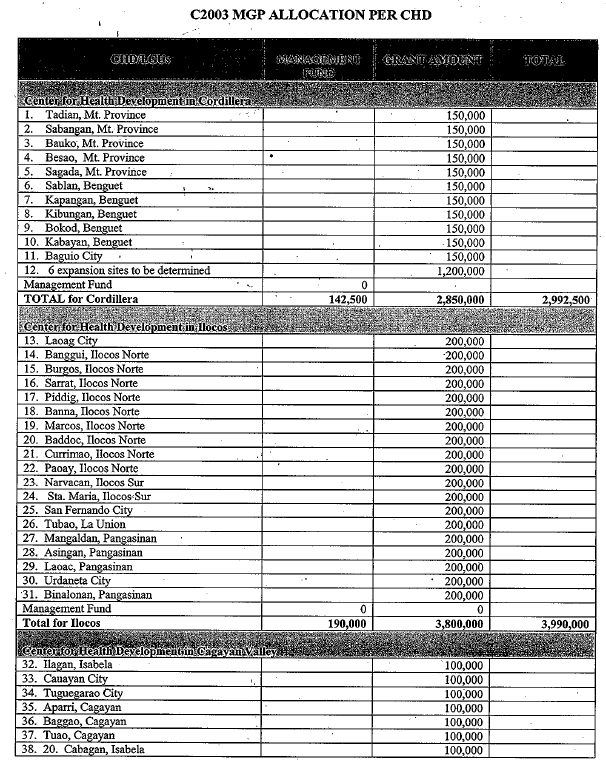 C2003 MGP ALLOCATION PER CHD
CHD/LGUs MANAGEMENT FUND GRANT AMOUNT TOTAL
Center for Health Development in Cordillera
1. Tadian, Mt. Province 150,000
2. Sabangan, Mt. Province 150,000
3. Bauko, Mt. Province 150,000
4. Besao, Mt. Province 150,000
5. Sagada, Mt. Province 150,000
6. Sablan, Benguet 150,000
7. Kapangan, Benguet 150,000
8. Kibungan, Benguet 150,000
9. Bokod, Benguet 150,000
10. Kabayan, Benguet 150,000
11. Baguio City 150,000
12. 6 expansion sites to be determined 1,200,000
Management Fund 0
TOTAL for Cordillera 142,500 2,850,000 2,992,500
Center for Health Development in Ilocos
13. Laoag City 200,000
14. Banggui, Ilocos Norte 200,000
15. Burgos, Ilocos Norte 200,000
16. Sarrat, Ilocos Norte 200,000
17. Piddig, Ilocos Norte 200,000
18. Banna, Ilocos Norte 200,000
19. Marcos, Ilocos Norte 200,000
20. Baddoc, Ilocos Norte 200,000
21. Currimao, Ilocos Norte 200,000
22. Paoay, Ilocos Norte 200,000
23. Narvacan, Ilocos Sur 200,000
24. Sta. Maria, Ilocos Sur 200,000
25. San Fernando City 200,000
26. Tubao, La Union 200,000
27. Mangaldan, Pangasinan 200,000
28. Asingan, Pangasinan 200,000
29. Laoac, Pangasinan 200,000
30. Urdaneta City 200,000
31. Binalonan, Pangasinan 200,000
Management Fund 0 0
Total for Ilocos 190,000 3,800,000 3,990,000
Center for Health Development in Cagayan Valley
32. Ilagan, Isabela 100,000
33. Cauayan City 100,000
34. Tuguegarao City 100,000
35. Aparri, Cagayan 100,000
36. Baggao, Cagayan 100,000
37. Tuao, Cagayan 100,000
38. 20. Cabagan, Isabela 100,000